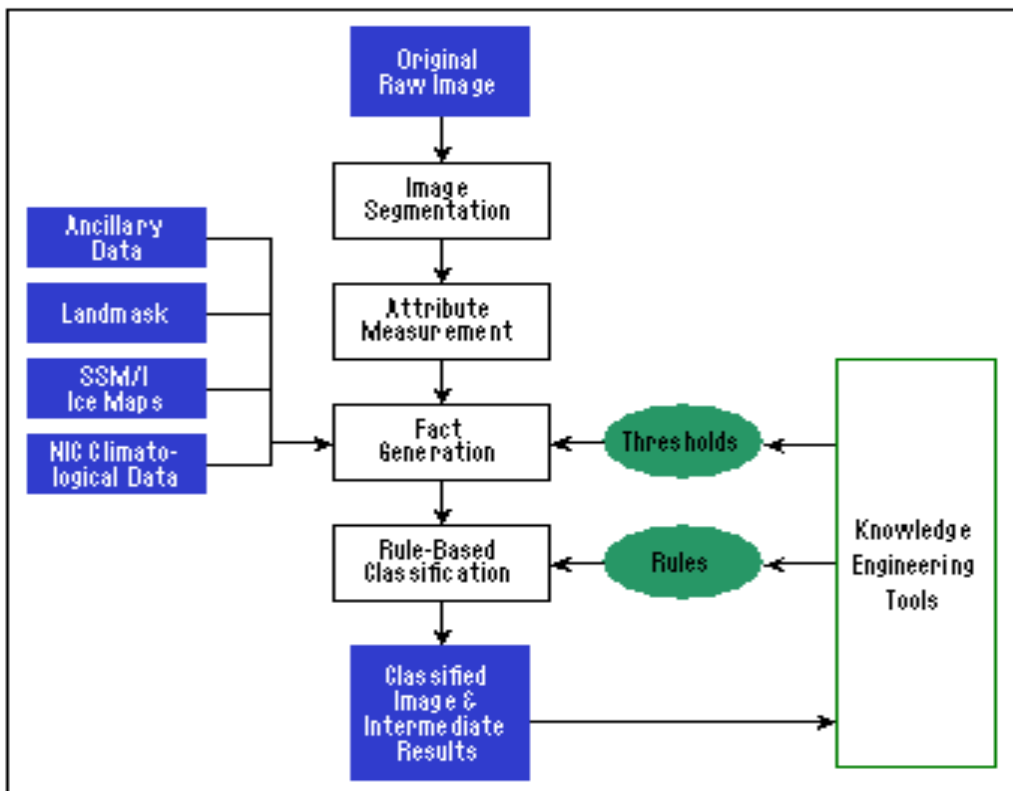 Original
Raw Image
Image
Segmentation
Ancillary
Data
Attribute
Measurement
Landmask
SSM/I
Ice Maps
Fact
Generation
Thresholds
NIC Climato-
logical Data
Rule-Based
Classification
Rules
Knowledge
Engineering
Tools
Classified
Image &
Intermediate
Results